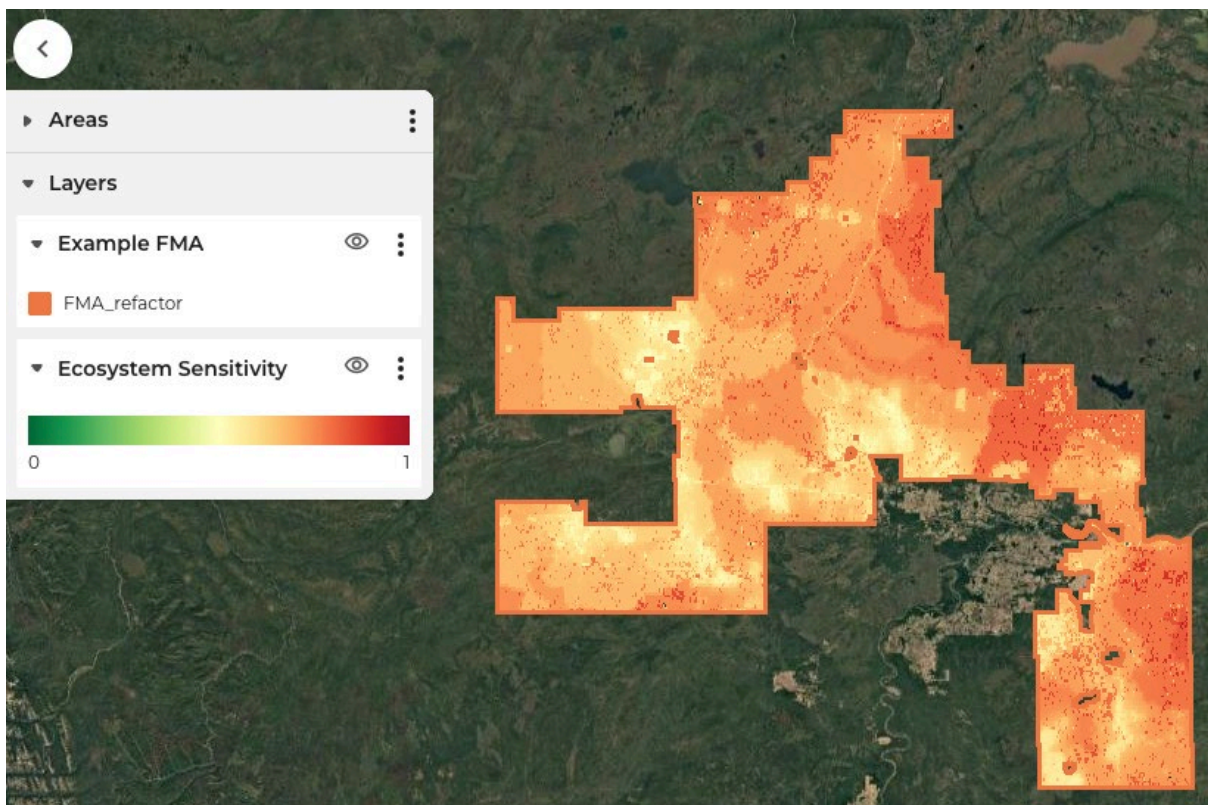 Areas
Layers
Example FMA
FMA_refactor
Ecosystem Sensitivity
0 1